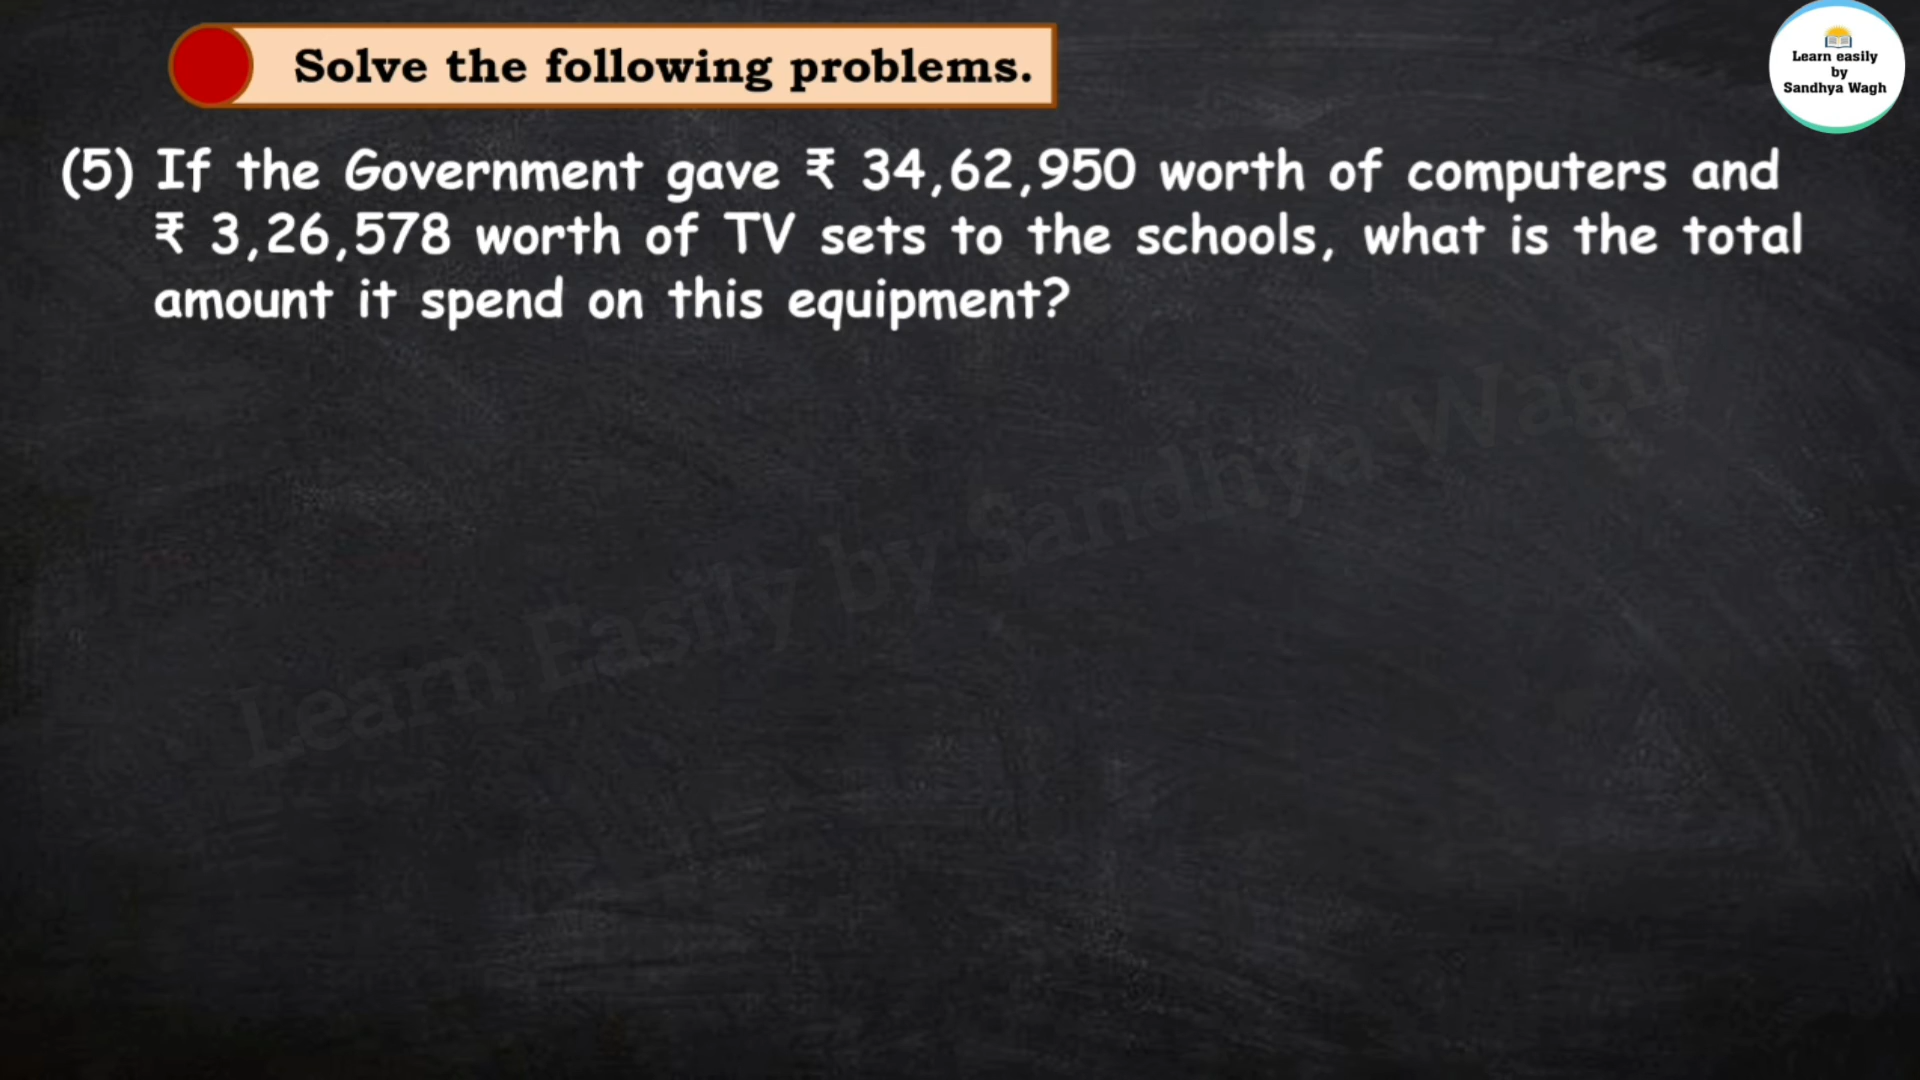 Solve the following problems.
Learn easily
by
Sandhya Wagh
(5) If the Government gave ₹ 34,62,950 worth of computers and
₹ 3,26,578 worth of TV sets to the schools, what is the total
amount it spend on this equipment?
Learn Easily by Sandhya Wagh